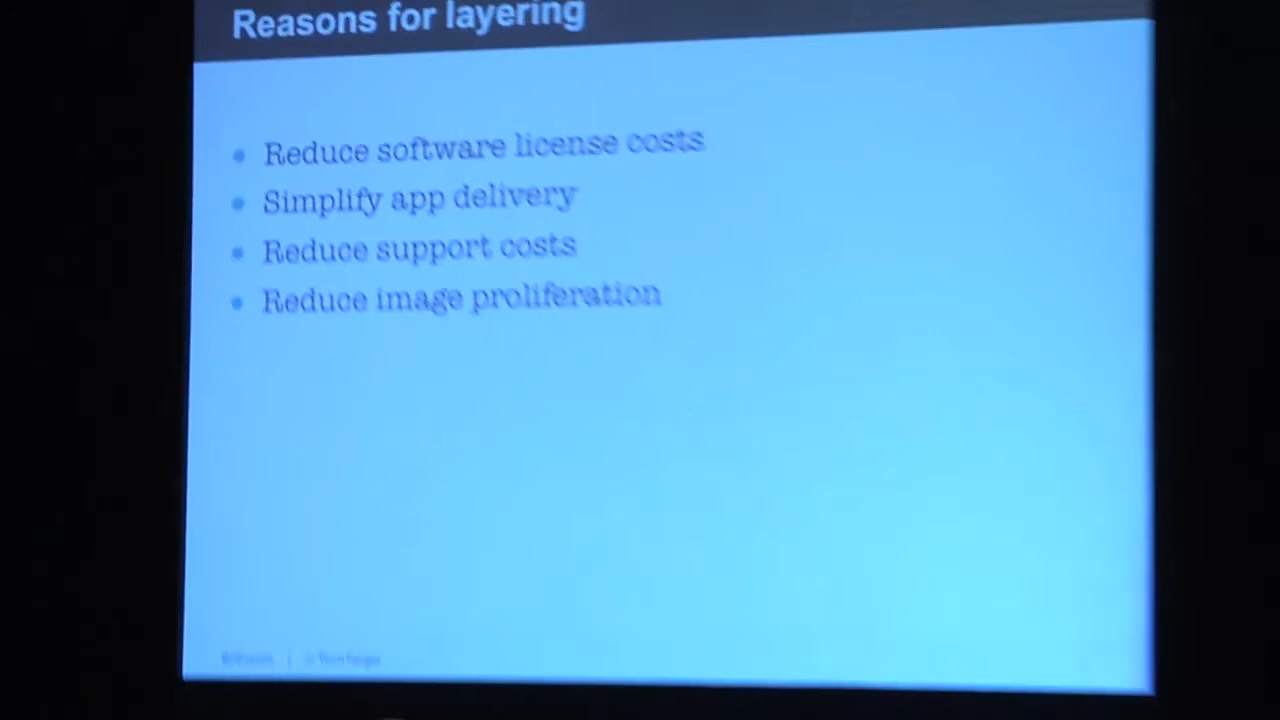 Reasons for layering
Reduce software license costs
Simplify app delivery
Reduce support costs
Reduce image proliferation